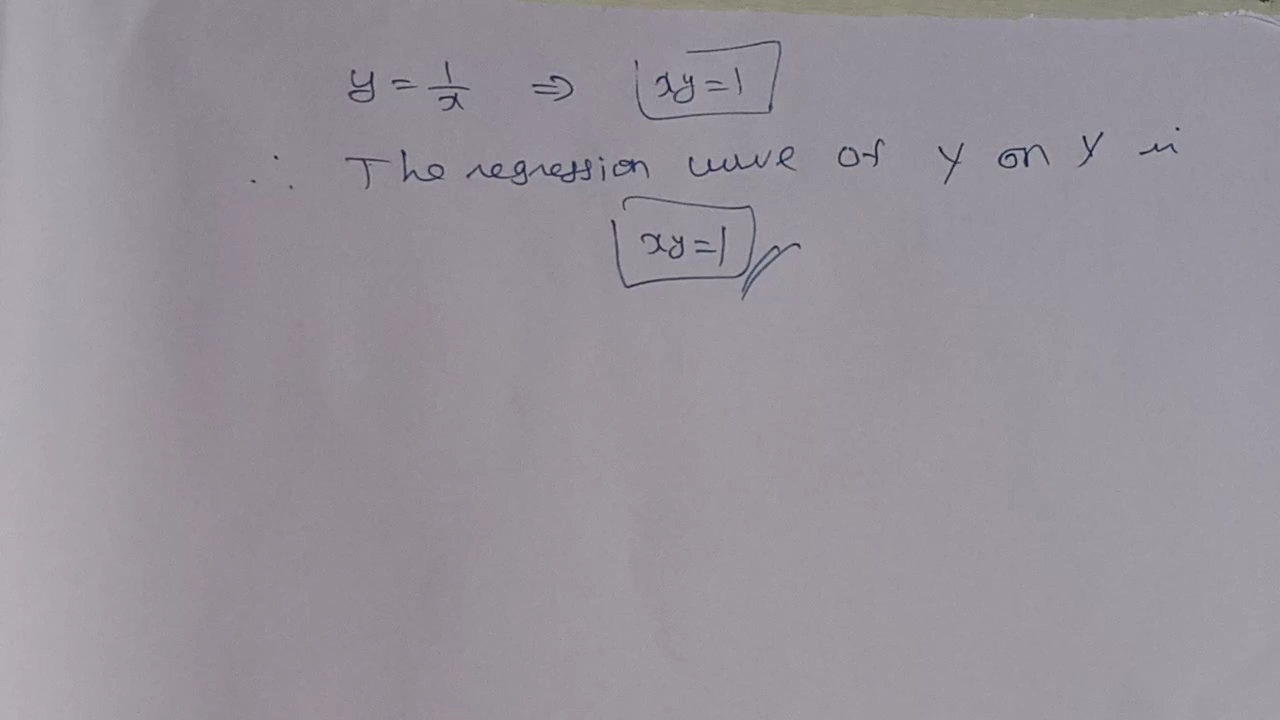 y = 1/x ⇒ xy=1
∴ The regression curve of y on x is
xy=1